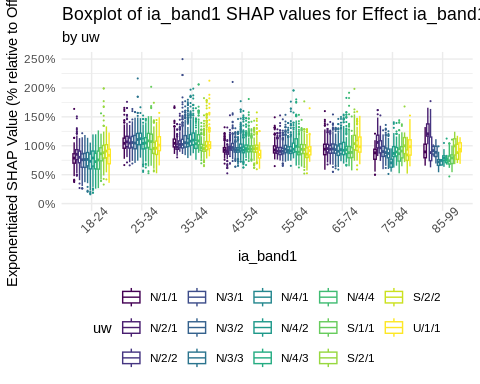 Boxplot of ia_band1 SHAP values for Effect ia_band1
by uw
Exponentiated SHAP Value (% relative to Off
250%
200%
150%
100%
50%
0%
18-24
25-34
35-44
45-54
55-64
65-74
75-84
85-99
ia_band1
uw
N/1/1
N/3/1
N/4/1
N/4/4
S/2/2
N/2/1
N/3/2
N/4/2
S/1/1
U/1/1
N/2/2
N/3/3
N/4/3
S/2/1